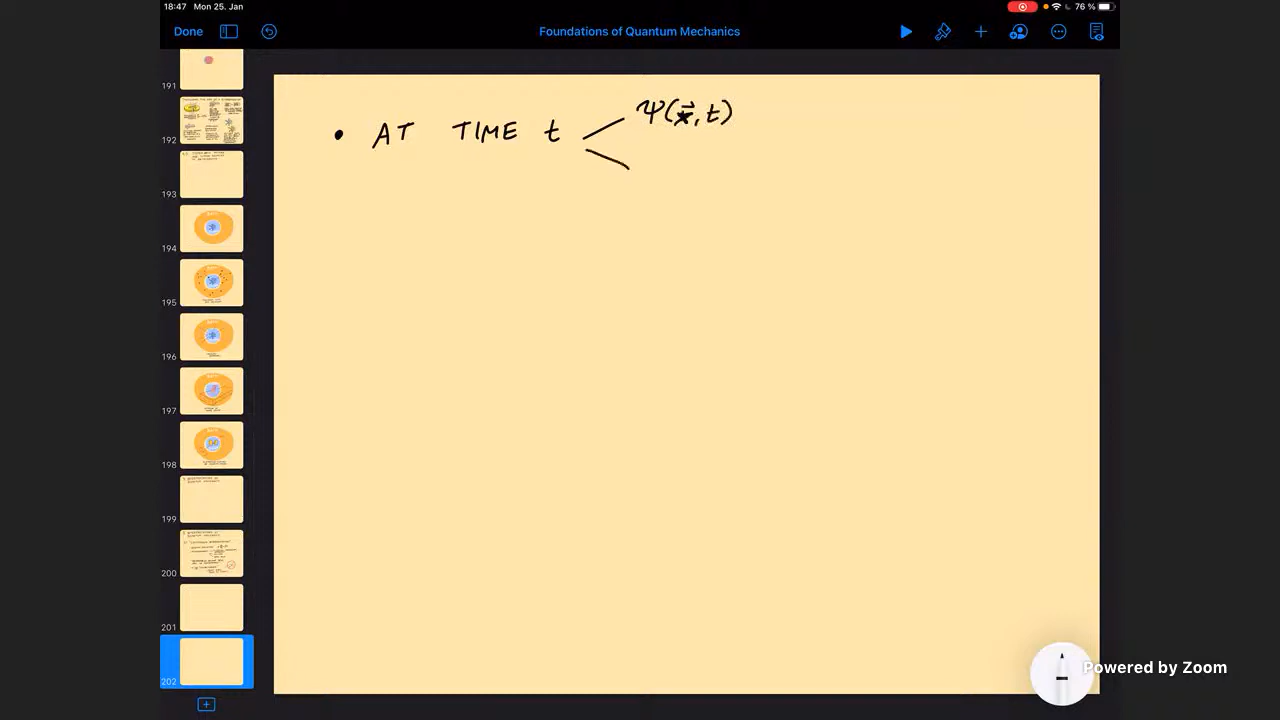 18:47 Mon 25. Jan
76 %
Done
Foundations of Quantum Mechanics
191
192
193
194
195
196
197
198
199
200
201
202
• AT TIME t
Ψ(x⃗, t)
Powered by Zoom